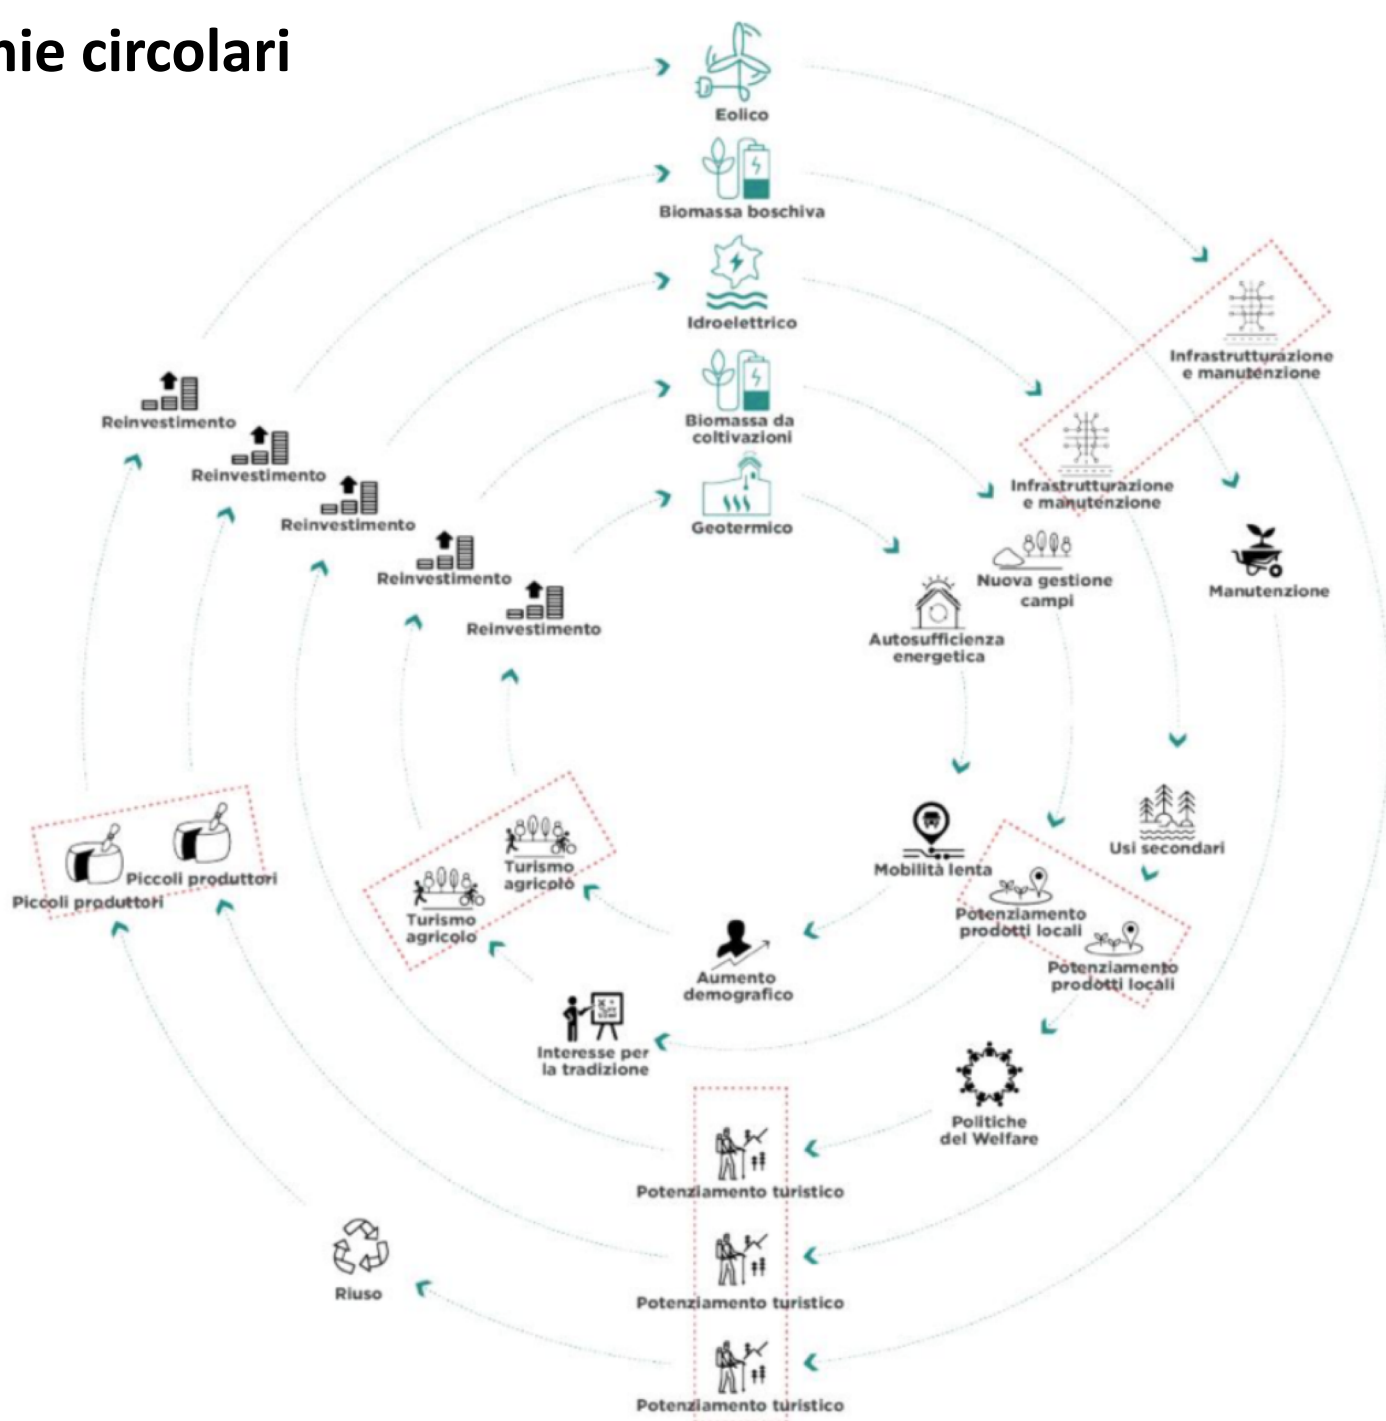 nie circolari
Eolico
Biomassa boschiva
Idroelettrico
Infrastrutturazione
e manutenzione
Reinvestimento
Biomassa da
coltivazioni
Reinvestimento
Infrastrutturazione
e manutenzione
Reinvestimento
Geotermico
Reinvestimento
Nuova gestione
campi
Manutenzione
Reinvestimento
Autosufficienza
energetica
Usi secondari
Turismo
agricolo
Mobilità lenta
Piccoli produttori
Piccoli produttori
Turismo
agricolo
Potenziamento
prodotti locali
Aumento
demografico
Potenziamento
prodotti locali
Interesse per
la tradizione
Politiche
del Welfare
Potenziamento turistico
Riuso
Potenziamento turistico
Potenziamento turistico